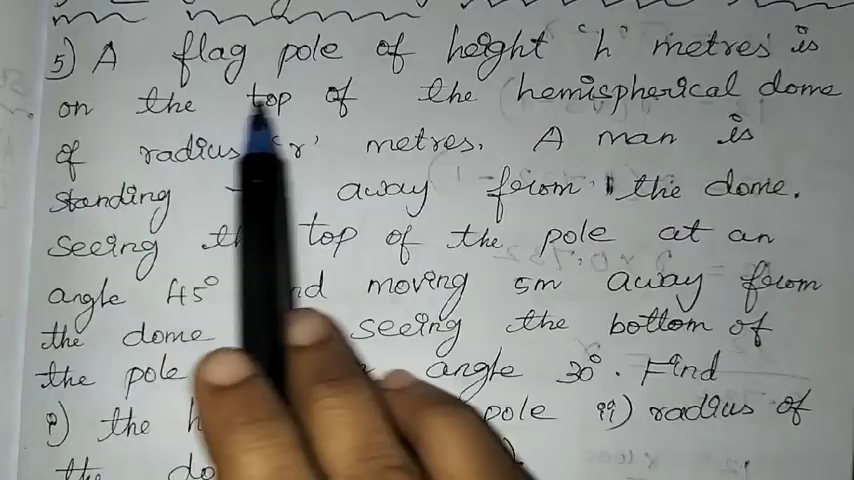 5) A flag pole of height 'h' metres is
on the top of the hemispherical dome
of radius 'r' metres. A man is
standing away from the dome.
seeing top of the pole at an
angle 45° moving 5m away from
the dome seeing the bottom of
the pole angle 30°. Find
i) the pole ii) radius of
the